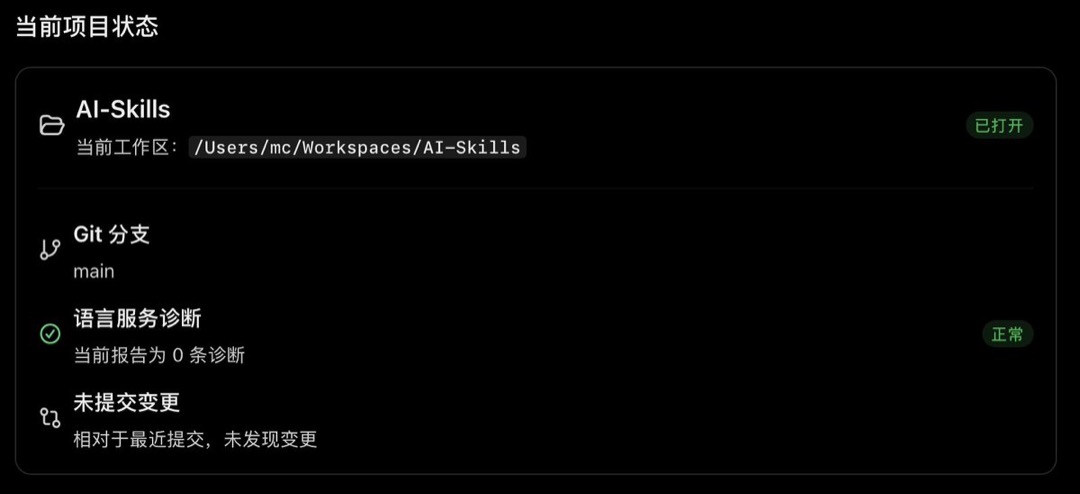 当前项目状态
AI-Skills
当前工作区： /Users/mc/Workspaces/AI-Skills
已打开
Git 分支
main
语言服务诊断
当前报告为 0 条诊断
正常
未提交变更
相对于最近提交，未发现变更